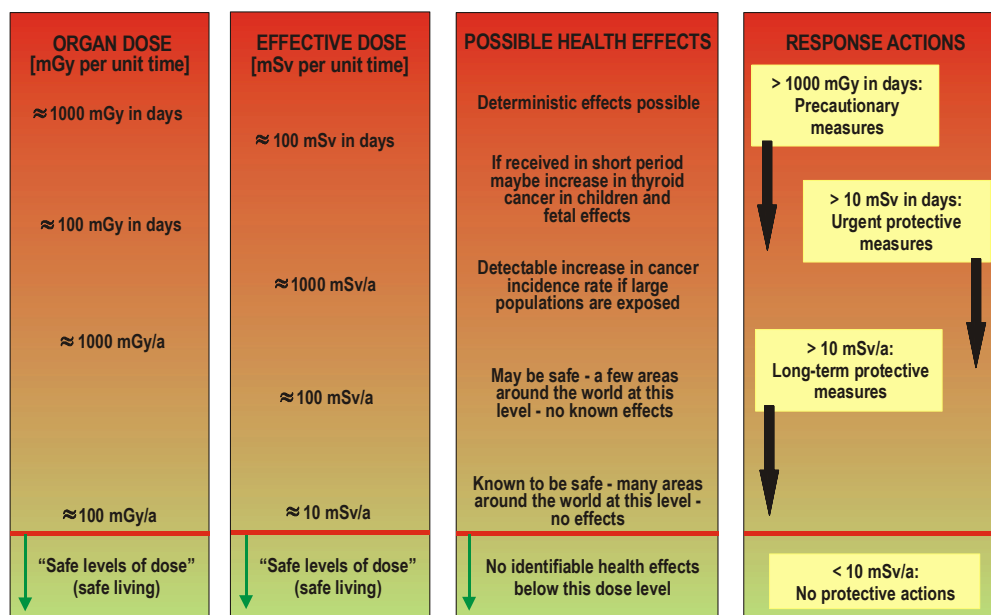 ORGAN DOSE
[mGy per unit time]
≈ 1000 mGy in days
≈ 100 mGy in days
≈ 1000 mGy/a
≈ 100 mGy/a
“Safe levels of dose”
(safe living)
EFFECTIVE DOSE
[mSv per unit time]
≈ 100 mSv in days
≈ 1000 mSv/a
≈ 100 mSv/a
≈ 10 mSv/a
“Safe levels of dose”
(safe living)
POSSIBLE HEALTH EFFECTS
Deterministic effects possible
If received in short period
maybe increase in thyroid
cancer in children and
fetal effects
Detectable increase in cancer
incidence rate if large
populations are exposed
May be safe - a few areas
around the world at this
level - no known effects
Known to be safe - many areas
around the world at this level -
no effects
No identifiable health effects
below this dose level
RESPONSE ACTIONS
> 1000 mGy in days:
Precautionary
measures
> 10 mSv in days:
Urgent protective
measures
> 10 mSv/a:
Long-term protective
measures
< 10 mSv/a:
No protective actions